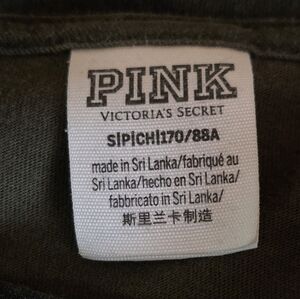 PINK
VICTORIA'S SECRET
S|P|CH|170/88A
made in Sri Lanka/fabriqué au
Sri Lanka/hecho en Sri Lanka/
fabbricato in Sri Lanka/
斯里兰卡制造